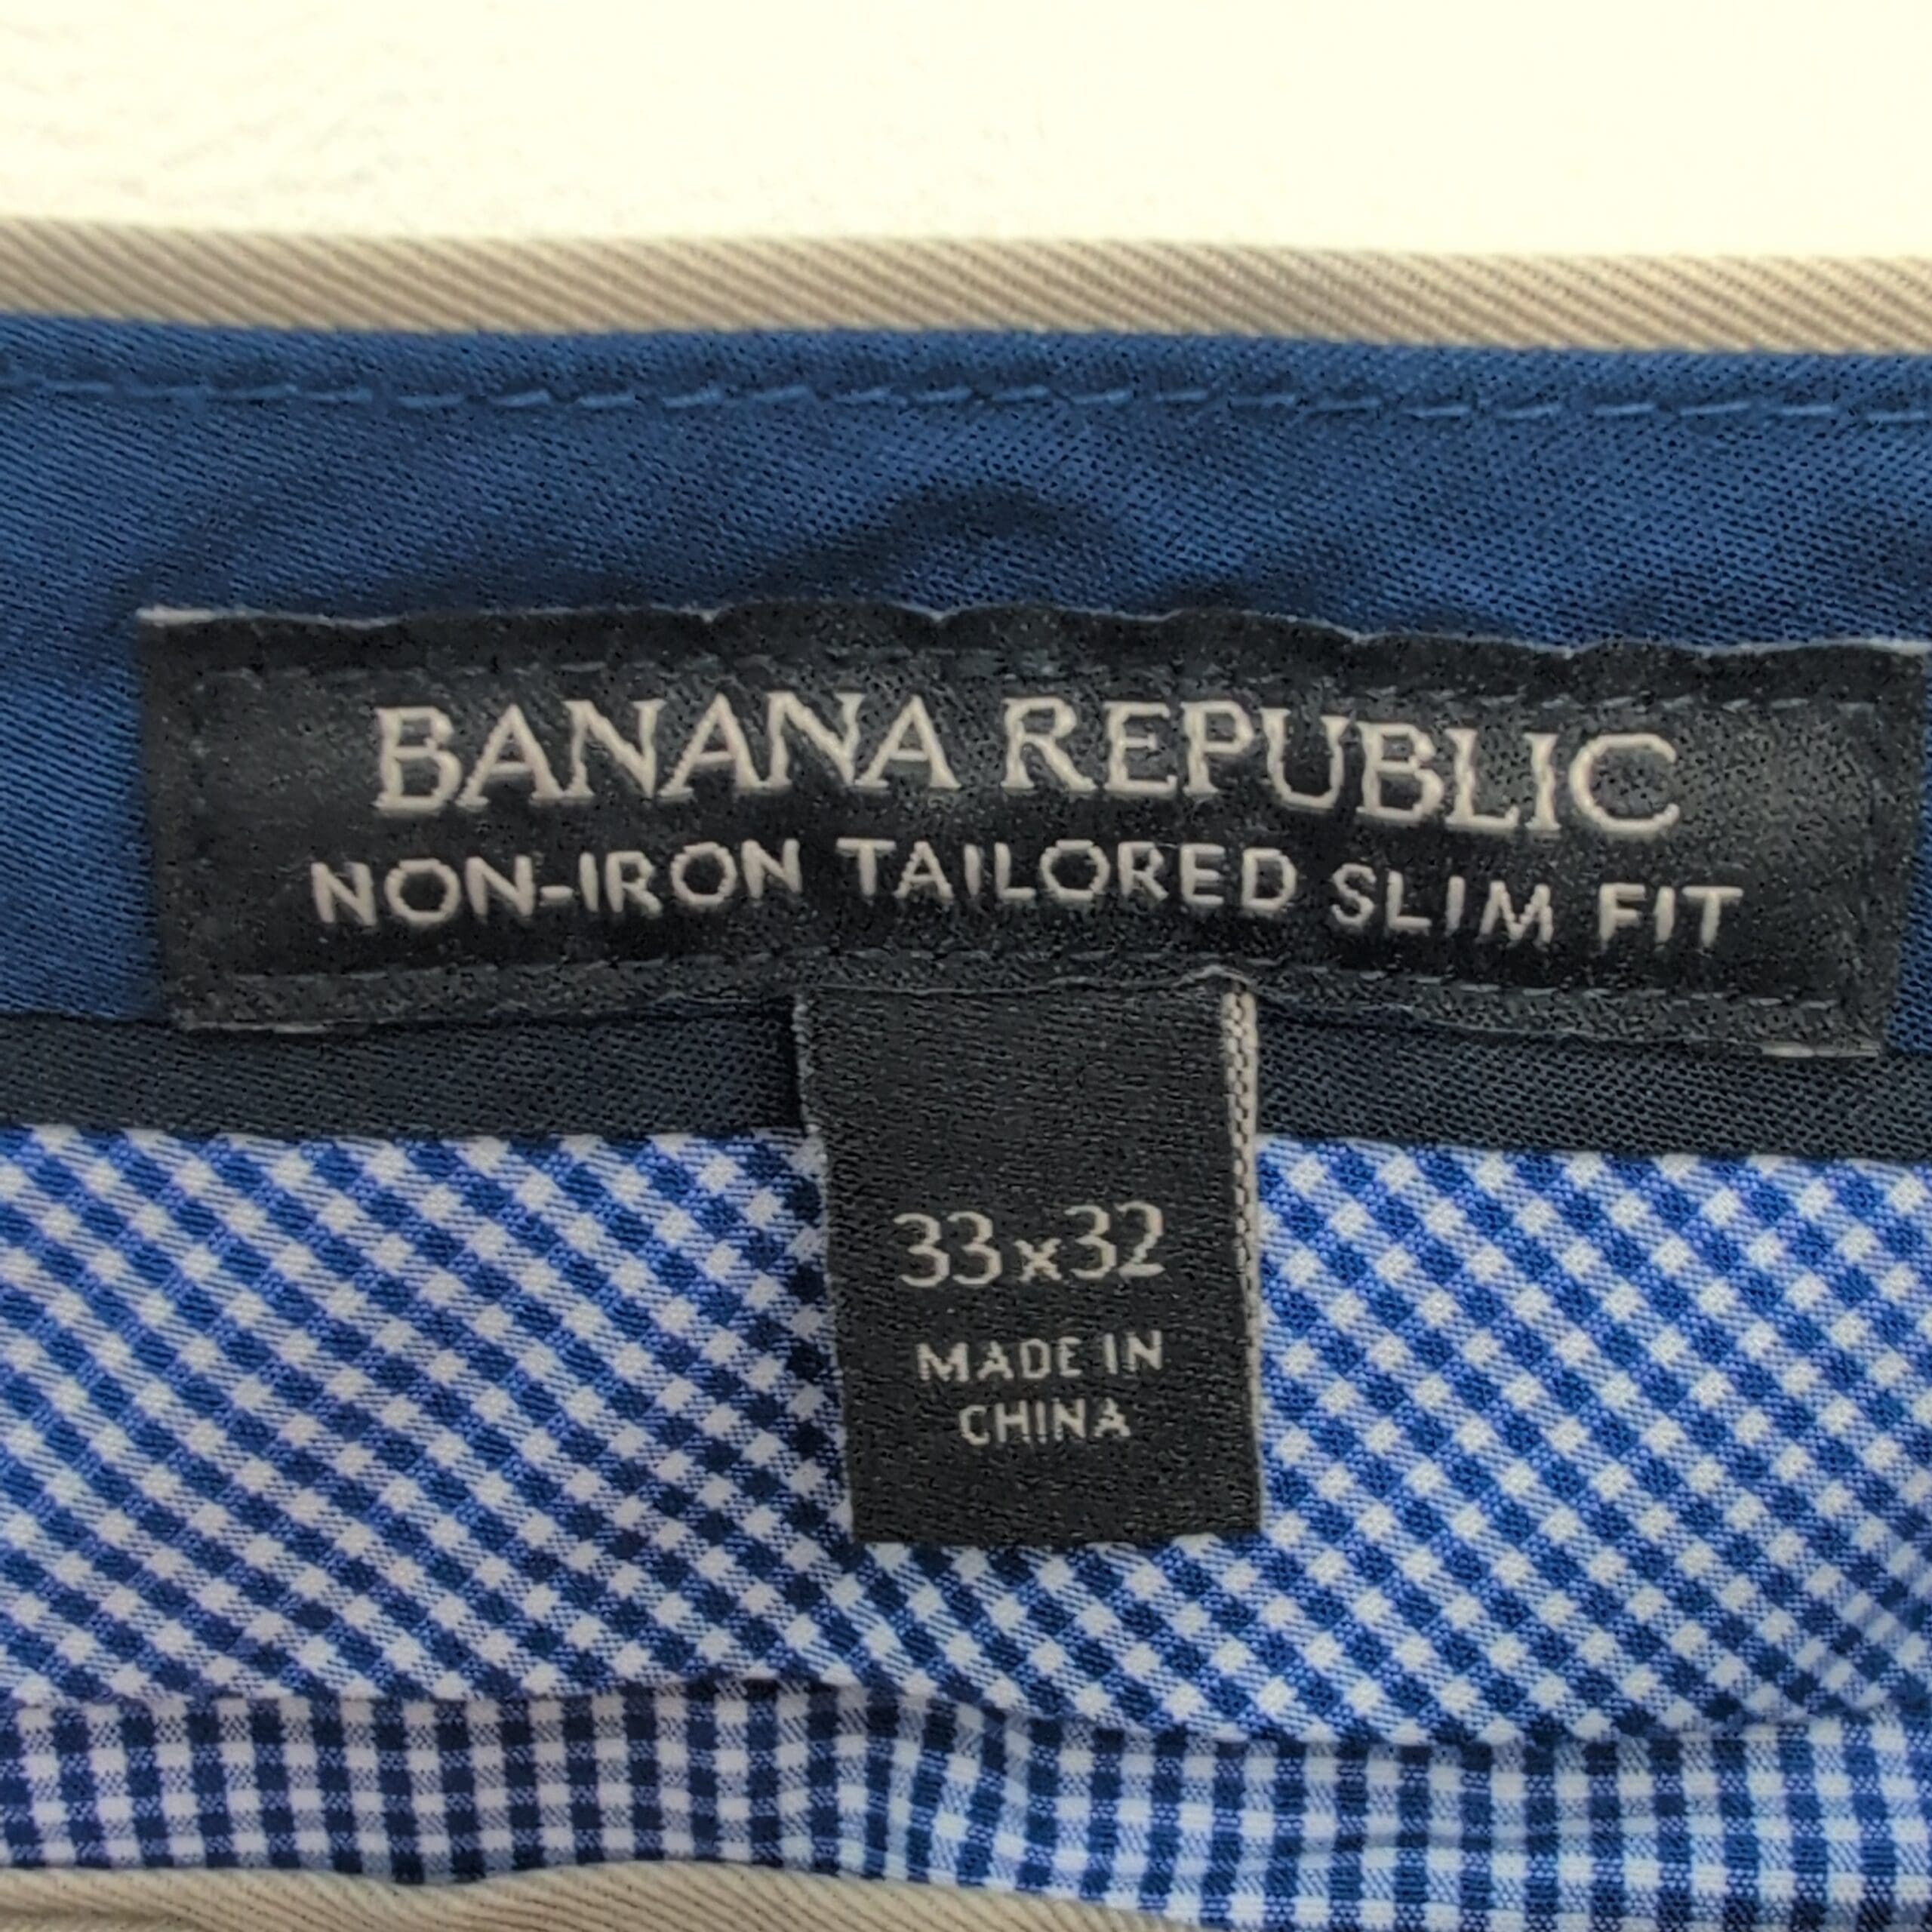 BANANA REPUBLIC
NON-IRON TAILORED SLIM FIT
33x32
MADE IN
CHINA